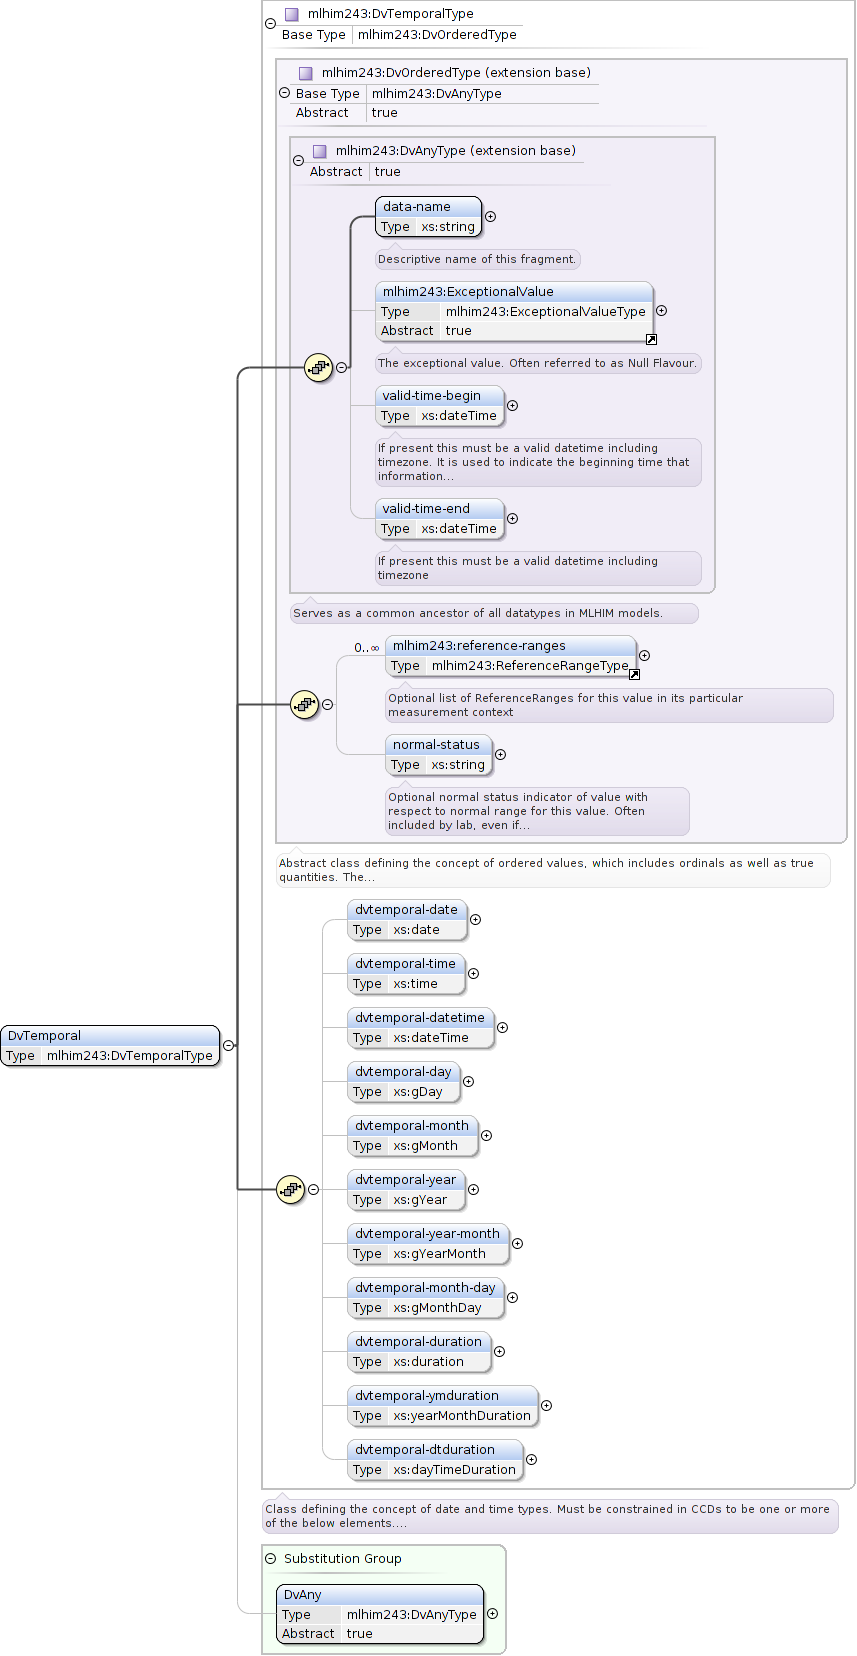 mlhim243:DvTemporalType
Base Type mlhim243:DvOrderedType
mlhim243:DvOrderedType (extension base)
Base Type mlhim243:DvAnyType
Abstract true
mlhim243:DvAnyType (extension base)
Abstract true
data-name
Type xs:string
Descriptive name of this fragment.
mlhim243:ExceptionalValue
Type mlhim243:ExceptionalValueType
Abstract true
The exceptional value. Often referred to as Null Flavour.
valid-time-begin
Type xs:dateTime
If present this must be a valid datetime including
timezone. It is used to indicate the beginning time that
information...
valid-time-end
Type xs:dateTime
If present this must be a valid datetime including
timezone
Serves as a common ancestor of all datatypes in MLHIM models.
0..∞
mlhim243:reference-ranges
Type mlhim243:ReferenceRangeType
Optional list of ReferenceRanges for this value in its particular
measurement context
normal-status
Type xs:string
Optional normal status indicator of value with
respect to normal range for this value. Often
included by lab, even if...
Abstract class defining the concept of ordered values, which includes ordinals as well as true
quantities. The...
dvtemporal-date
Type xs:date
dvtemporal-time
Type xs:time
dvtemporal-datetime
Type xs:dateTime
dvtemporal-day
Type xs:gDay
dvtemporal-month
Type xs:gMonth
dvtemporal-year
Type xs:gYear
dvtemporal-year-month
Type xs:gYearMonth
dvtemporal-month-day
Type xs:gMonthDay
dvtemporal-duration
Type xs:duration
dvtemporal-ymduration
Type xs:yearMonthDuration
dvtemporal-dtduration
Type xs:dayTimeDuration
DvTemporal
Type mlhim243:DvTemporalType
Class defining the concept of date and time types. Must be constrained in CCDs to be one or more
of the below elements....
Substitution Group
DvAny
Type mlhim243:DvAnyType
Abstract true